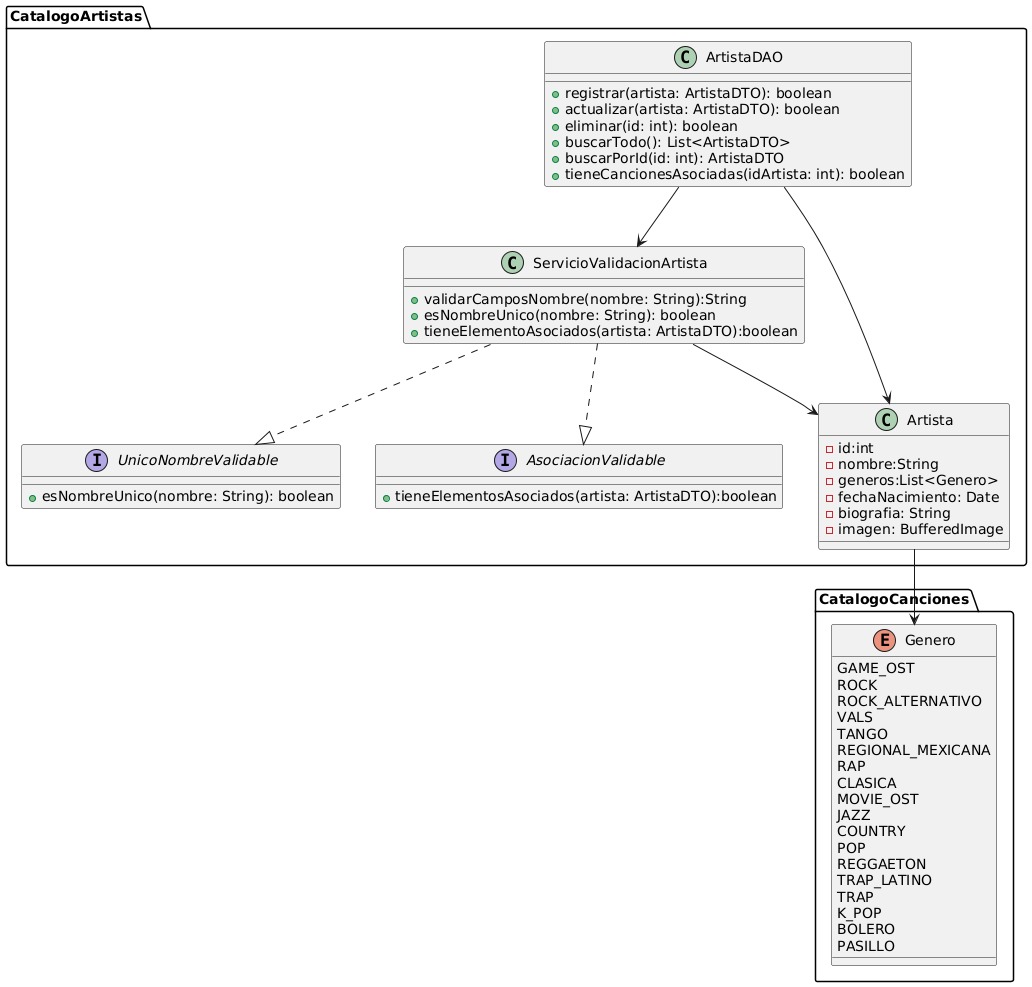 CatalogoArtistas
C ArtistaDAO
registrar(artista: ArtistaDTO): boolean
actualizar(artista: ArtistaDTO): boolean
eliminar(id: int): boolean
buscarTodo(): List<ArtistaDTO>
buscarPorId(id: int): ArtistaDTO
tieneCancionesAsociadas(idArtista: int): boolean
C ServicioValidacionArtista
validarCamposNombre(nombre: String):String
esNombreUnico(nombre: String): boolean
tieneElementoAsociados(artista: ArtistaDTO):boolean
I UnicoNombreValidable
esNombreUnico(nombre: String): boolean
I AsociacionValidable
tieneElementosAsociados(artista: ArtistaDTO):boolean
C Artista
id:int
nombre:String
generos:List<Genero>
fechaNacimiento: Date
biografia: String
imagen: BufferedImage
CatalogoCanciones
E Genero
GAME_OST
ROCK
ROCK_ALTERNATIVO
VALS
TANGO
REGIONAL_MEXICANA
RAP
CLASICA
MOVIE_OST
JAZZ
COUNTRY
POP
REGGAETON
TRAP_LATINO
TRAP
K_POP
BOLERO
PASILLO